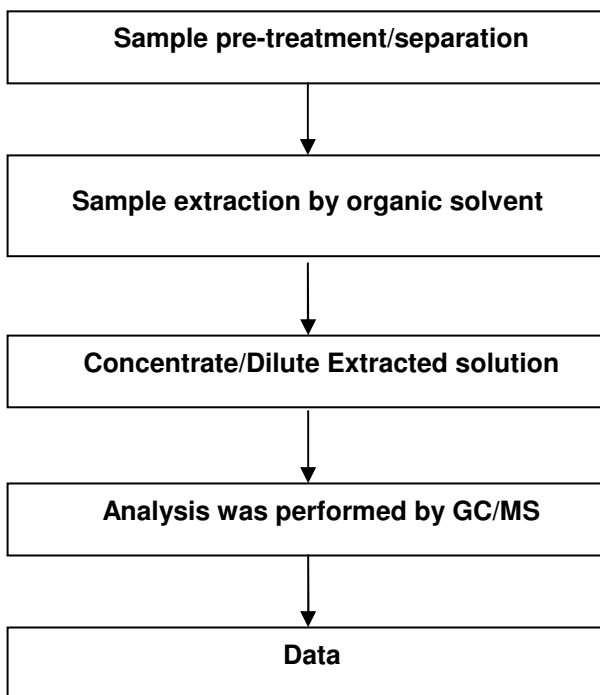 Sample pre-treatment/separation
Sample extraction by organic solvent
Concentrate/Dilute Extracted solution
Analysis was performed by GC/MS
Data